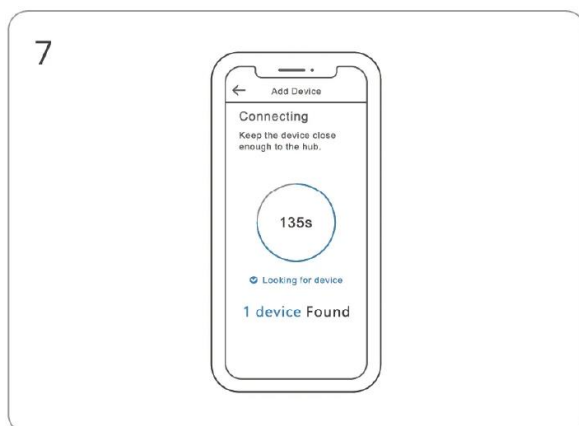 7
Add Device
Connecting
Keep the device close
enough to the hub.
135s
Looking for device
1 device Found